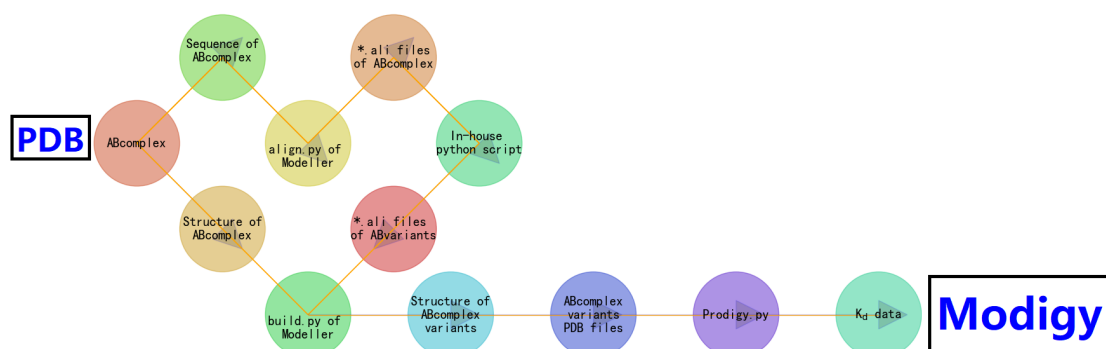 Sequence of
ABcomplex
*.ali files
of ABcomplex
PDB
ABcomplex
align.py of
Modeller
In-house
python script
Structure of
ABcomplex
*.ali files
of ABvariants
build.py of
Modeller
Structure of
ABcomplex
variants
ABcomplex
variants
PDB files
Prodigy.py
Kd data
Modigy